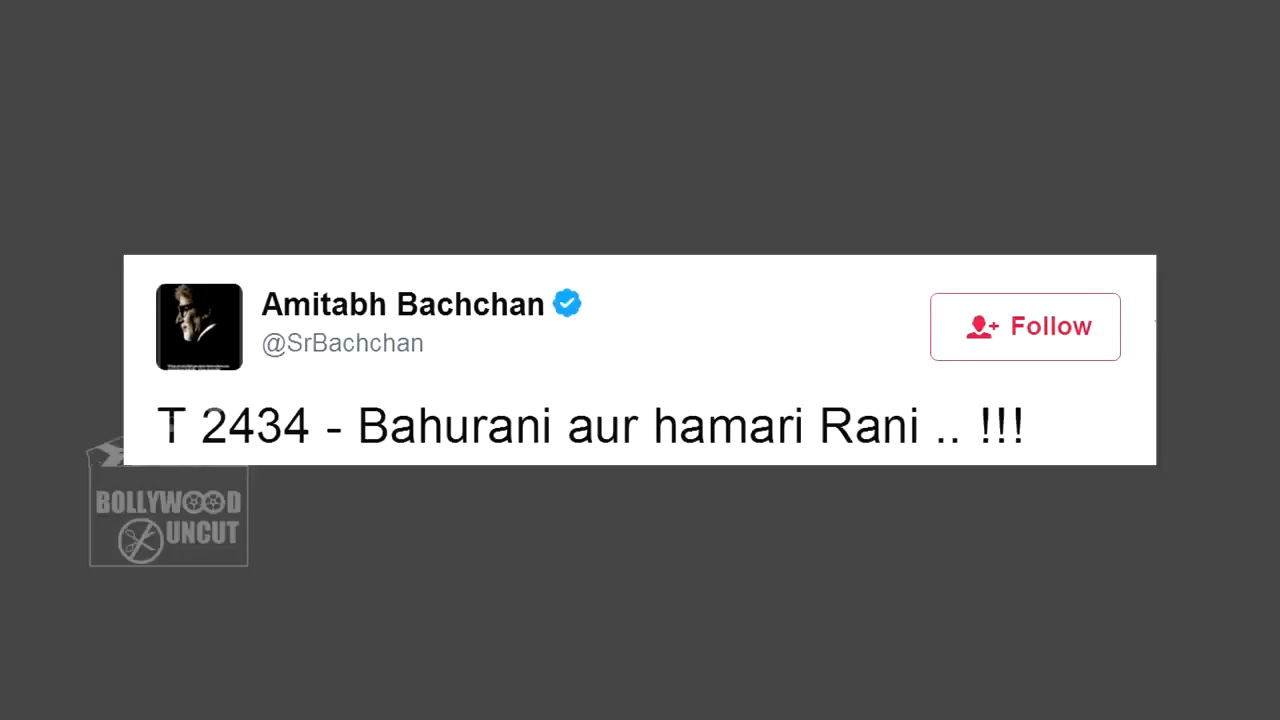 Amitabh Bachchan
@SrBachchan
Follow
T 2434 - Bahurani aur hamari Rani .. !!!
BOLLYWOOD
UNCUT